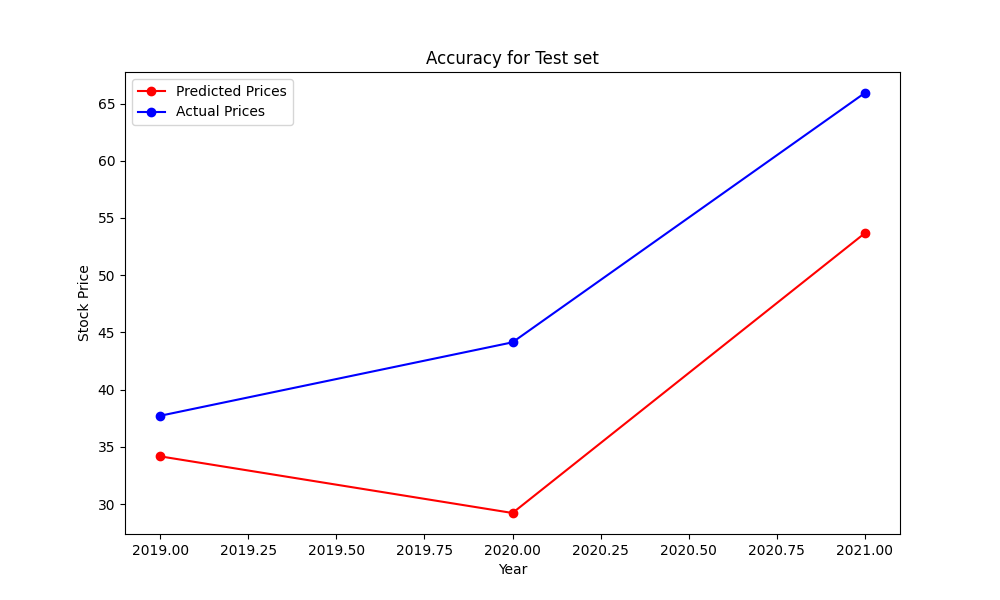 Accuracy for Test set
Predicted Prices
Actual Prices
Stock Price
65
60
55
50
45
40
35
30
2019.00 2019.25 2019.50 2019.75 2020.00 2020.25 2020.50 2020.75 2021.00
Year